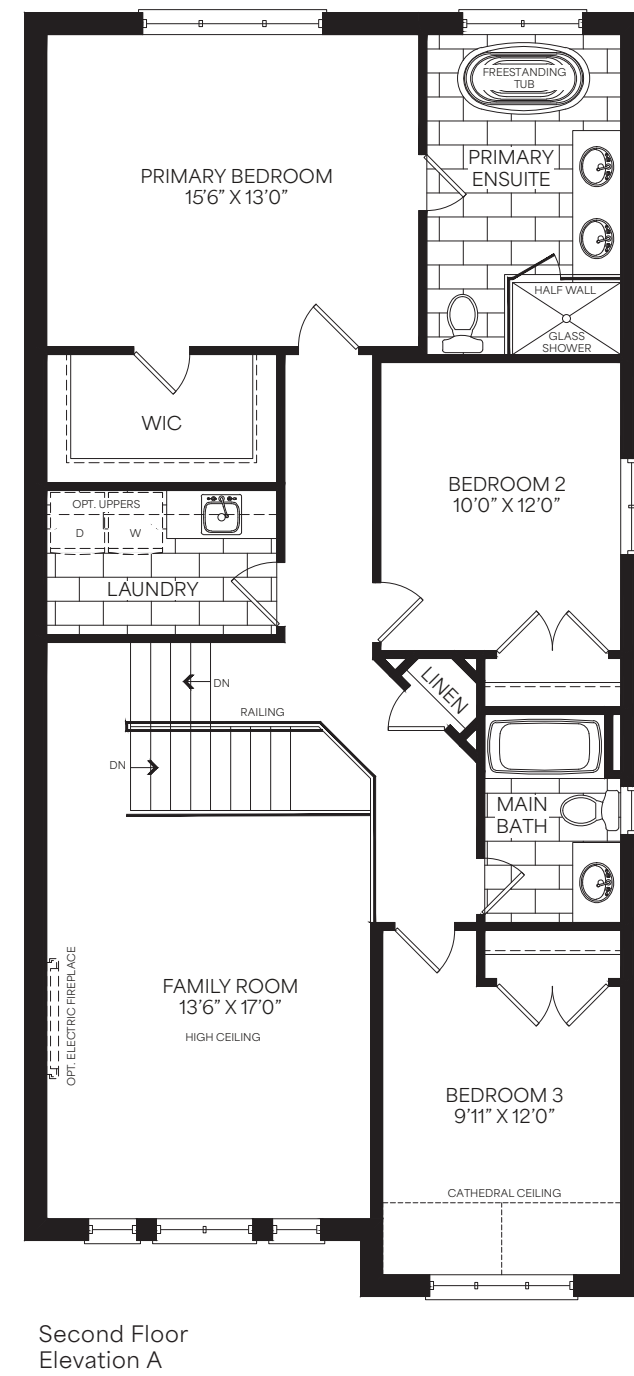 FREESTANDING
TUB
PRIMARY BEDROOM
15'6" X 13'0"
PRIMARY
ENSUITE
HALF WALL
GLASS
SHOWER
WIC
BEDROOM 2
10'0" X 12'0"
OPT. UPPERS
D
W
LAUNDRY
DN
RAILING
DN
LINEN
MAIN
BATH
OPT. ELECTRIC FIREPLACE
FAMILY ROOM
13'6" X 17'0"
HIGH CEILING
BEDROOM 3
9'11" X 12'0"
CATHEDRAL CEILING
Second Floor
Elevation A